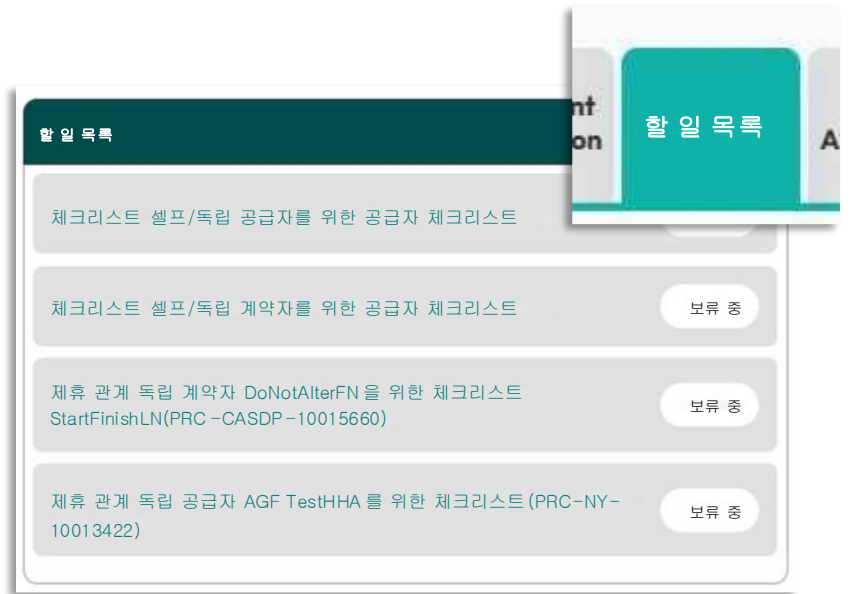 nt
on
할 일 목록
A
할 일 목록
체크리스트 셀프/독립 공급자를 위한 공급자 체크리스트
체크리스트 셀프/독립 계약자를 위한 공급자 체크리스트
보류 중
제휴 관계 독립 계약자 DoNotAlterFN 을 위한 체크리스트
StartFinishLN(PRC-CASDP-10015660)
보류 중
제휴 관계 독립 공급자 AGF TestHHA 를 위한 체크리스트(PRC-NY-
10013422)
보류 중